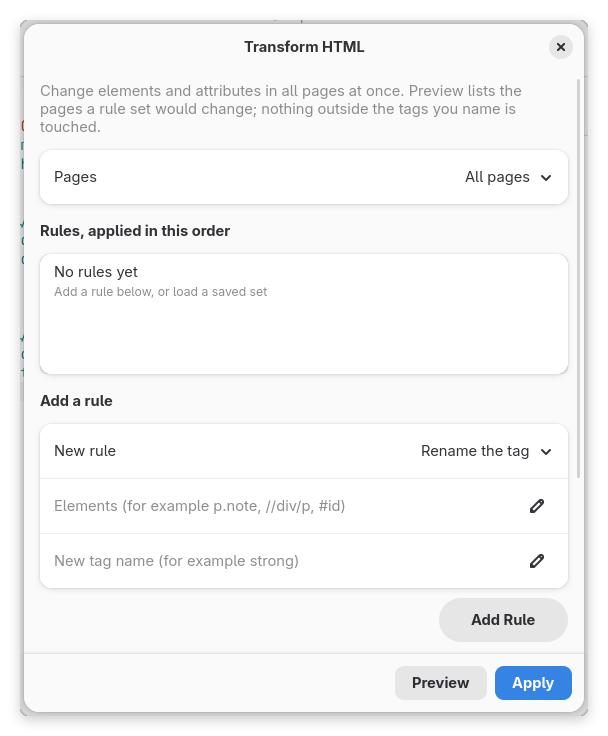 Transform HTML
Change elements and attributes in all pages at once. Preview lists the
pages a rule set would change; nothing outside the tags you name is
touched.
Pages
All pages
Rules, applied in this order
No rules yet
Add a rule below, or load a saved set
Add a rule
New rule
Rename the tag
Elements (for example p.note, //div/p, #id)
New tag name (for example strong)
Add Rule
Preview
Apply